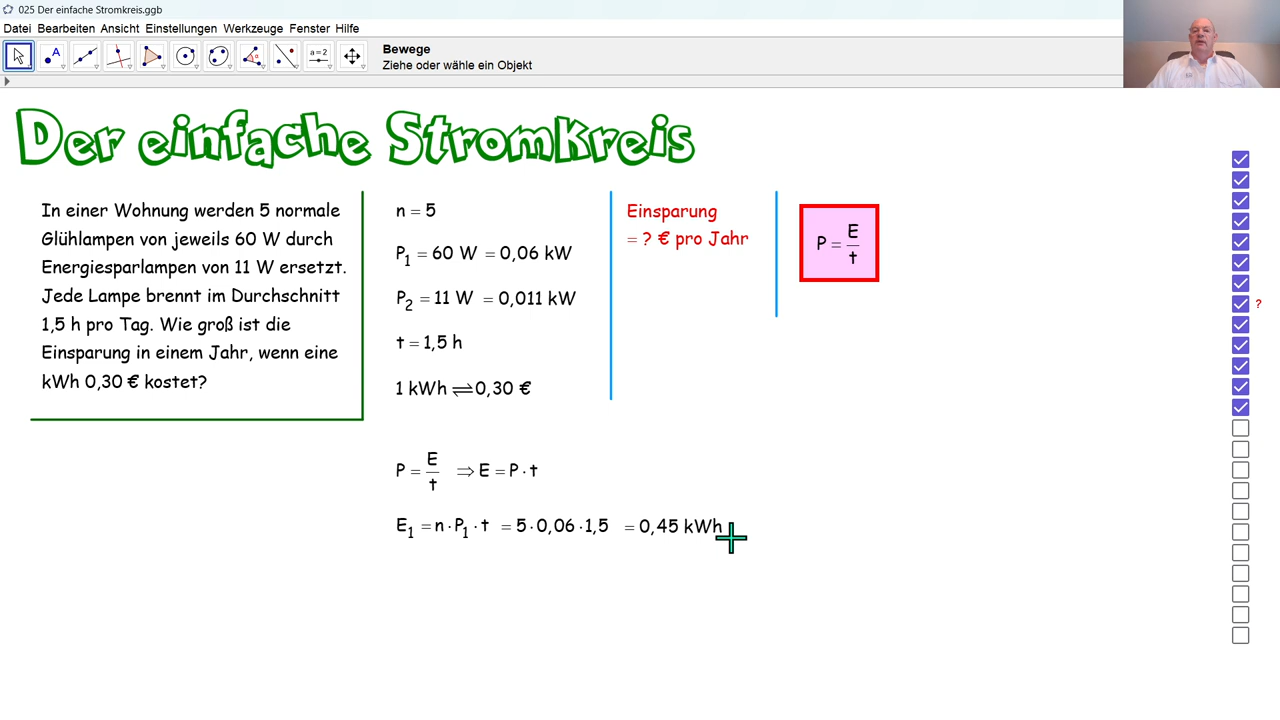 025 Der einfache Stromkreis.ggb
Datei Bearbeiten Ansicht Einstellungen Werkzeuge Fenster Hilfe
A
a=2
Bewege
Ziehe oder wähle ein Objekt
Der einfache Stromkreis
In einer Wohnung werden 5 normale
Glühlampen von jeweils 60 W durch
Energiesparlampen von 11 W ersetzt.
Jede Lampe brennt im Durchschnitt
1,5 h pro Tag. Wie groß ist die
Einsparung in einem Jahr, wenn eine
kWh 0,30 € kostet?
n = 5
P₁ = 60 W = 0,06 kW
P₂ = 11 W = 0,011 kW
t = 1,5 h
1 kWh ⇌ 0,30 €
Einsparung
= ? € pro Jahr
P = E/t
?
P = E/t ⇒ E = P · t
E₁ = n · P₁ · t = 5 · 0,06 · 1,5 = 0,45 kWh